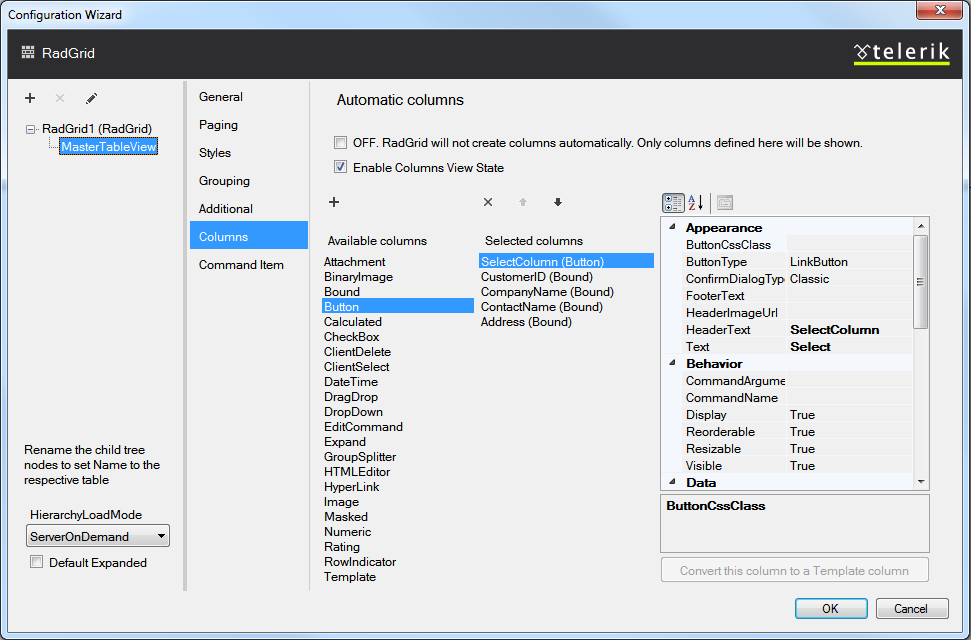 Configuration Wizard
RadGrid
telerik
RadGrid1 (RadGrid)
MasterTableView
Rename the child tree
nodes to set Name to the
respective table
HierarchyLoadMode
ServerOnDemand
Default Expanded
General
Paging
Styles
Grouping
Additional
Columns
Command Item
Automatic columns
OFF. RadGrid will not create columns automatically. Only columns defined here will be shown.
Enable Columns View State
Available columns
Attachment
BinaryImage
Bound
Button
Calculated
CheckBox
ClientDelete
ClientSelect
DateTime
DragDrop
DropDown
EditCommand
Expand
GroupSplitter
HTMLEditor
HyperLink
Image
Masked
Numeric
Rating
RowIndicator
Template
Selected columns
SelectColumn (Button)
CustomerID (Bound)
CompanyName (Bound)
ContactName (Bound)
Address (Bound)
A
Z
Appearance
ButtonCssClass
ButtonType LinkButton
ConfirmDialogTyp Classic
FooterText
HeaderImageUrl
HeaderText SelectColumn
Text Select
Behavior
CommandArgume
CommandName
Display True
Reorderable True
Resizable True
Visible True
Data
ButtonCssClass
Convert this column to a Template column
OK Cancel